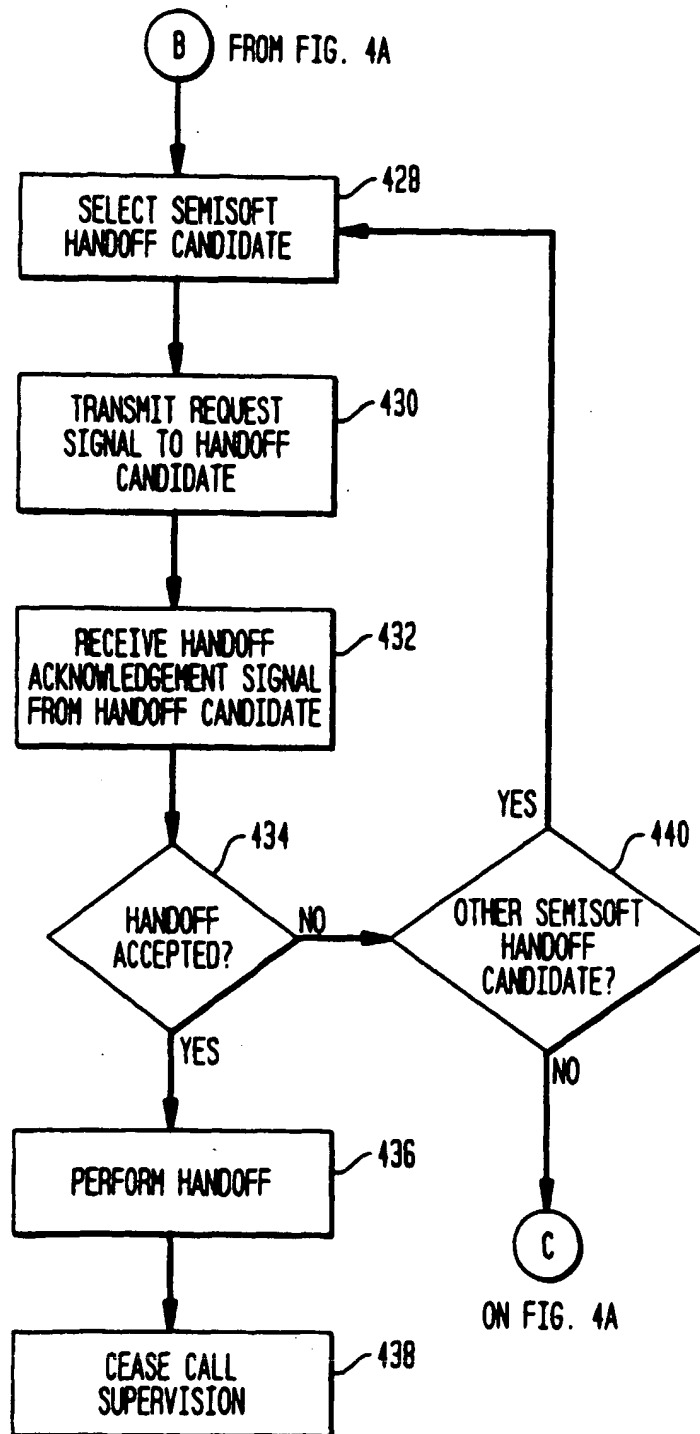 B FROM FIG. 4A
428
SELECT SEMISOFT
HANDOFF CANDIDATE
430
TRANSMIT REQUEST
SIGNAL TO HANDOFF
CANDIDATE
432
RECEIVE HANDOFF
ACKNOWLEDGEMENT SIGNAL
FROM HANDOFF CANDIDATE
434
HANDOFF
ACCEPTED?
NO
YES
440
OTHER SEMISOFT
HANDOFF
CANDIDATE?
YES
NO
436
PERFORM HANDOFF
C
ON FIG. 4A
438
CEASE CALL
SUPERVISION